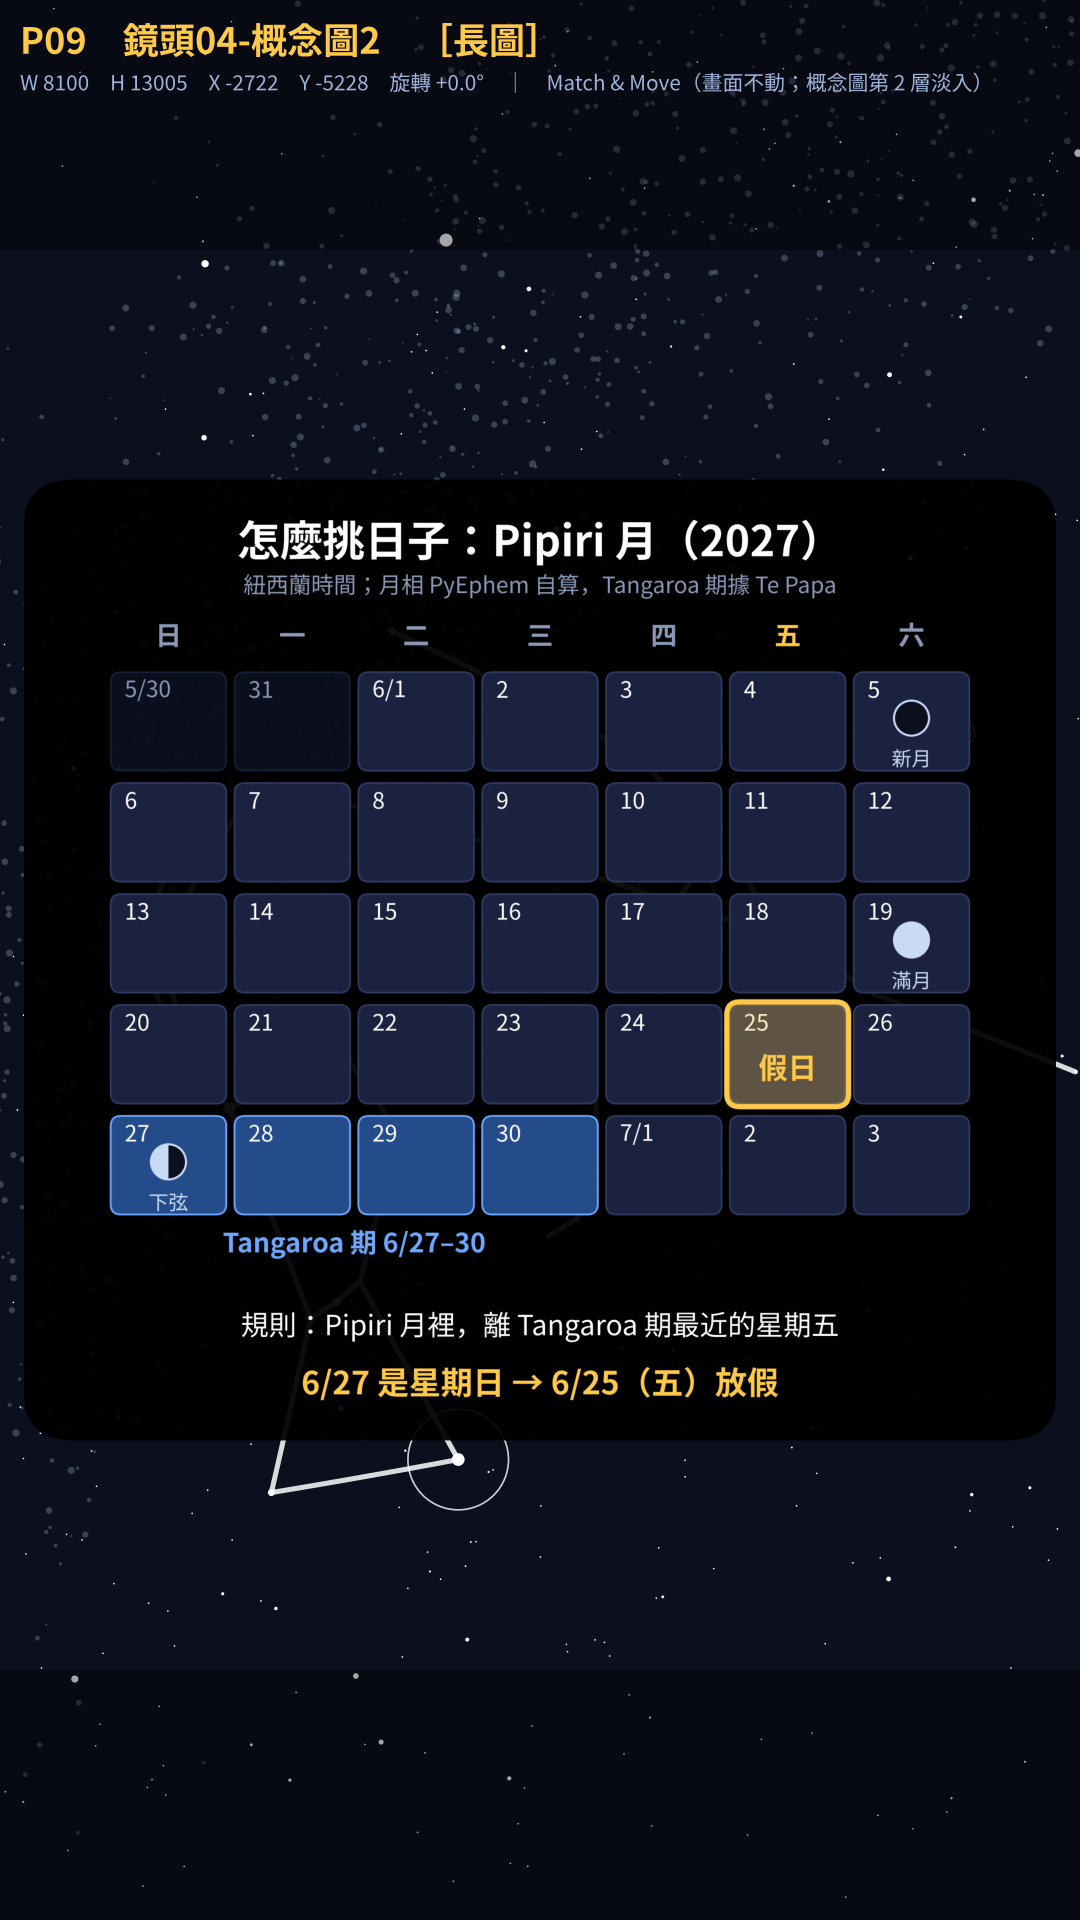 P09 鏡頭04-概念圖2 [長圖]
W 8100 H 13005 X -2722 Y -5228 旋轉 +0.0° | Match & Move（畫面不動；概念圖第 2 層淡入）
怎麼挑日子：Pipiri 月（2027）
紐西蘭時間；月相 PyEphem 自算，Tangaroa 期據 Te Papa
日 一 二 三 四 五 六
5/30 31 6/1 2 3 4 5
新月
6 7 8 9 10 11 12
13 14 15 16 17 18 19
滿月
20 21 22 23 24 25 26
假日
27 28 29 30 7/1 2 3
下弦
Tangaroa 期 6/27–30
規則：Pipiri 月裡，離 Tangaroa 期最近的星期五
6/27 是星期日 → 6/25（五）放假